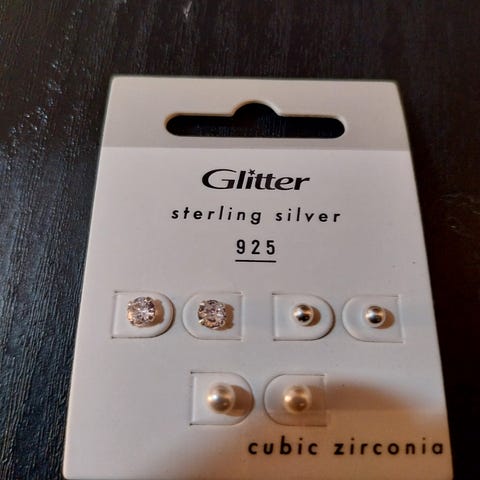 Glitter
sterling silver
925
cubic zirconia